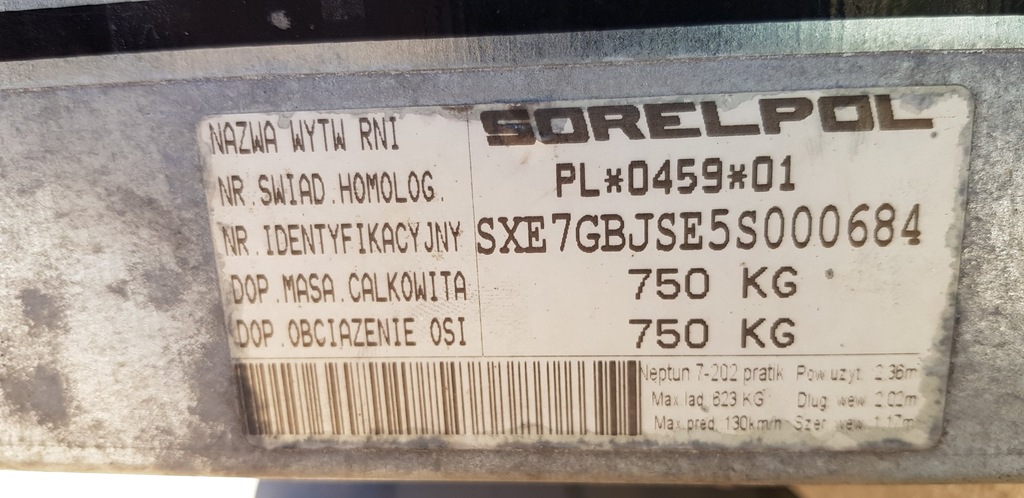 NAZWA WYTW RNI SORELPOL
NR.SWIAD.HOMOLOG. PL*0459*01
NR.IDENTYFIKACYJNY SXE7GBJSE5S000684
DOP.MASA.CALKOWITA 750 KG
DOP.OBCIAZENIE OSI 750 KG
Neptun 7-202 pratik Pow.uzyt. 2.36m
Max.lad. 623 KG Dlug. wew. 2.02m
Max.pred. 130km/h Szer. wew. 1.17m